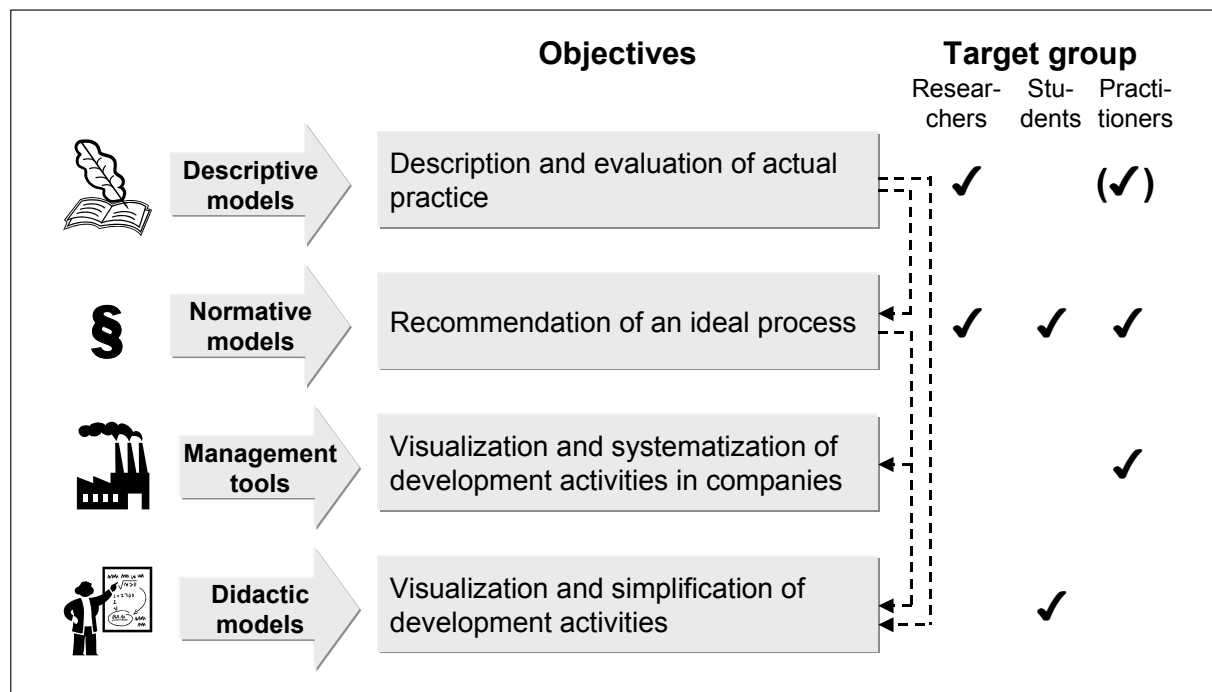 Objectives
Target group
Resear-
chers
Stu-
dents
Practi-
tioners
Descriptive
models
Description and evaluation of actual
practice
✓
(✓)
§
Normative
models
Recommendation of an ideal process
✓
✓
✓
Management
tools
Visualization and systematization of
development activities in companies
✓
Didactic
models
Visualization and simplification of
development activities
✓